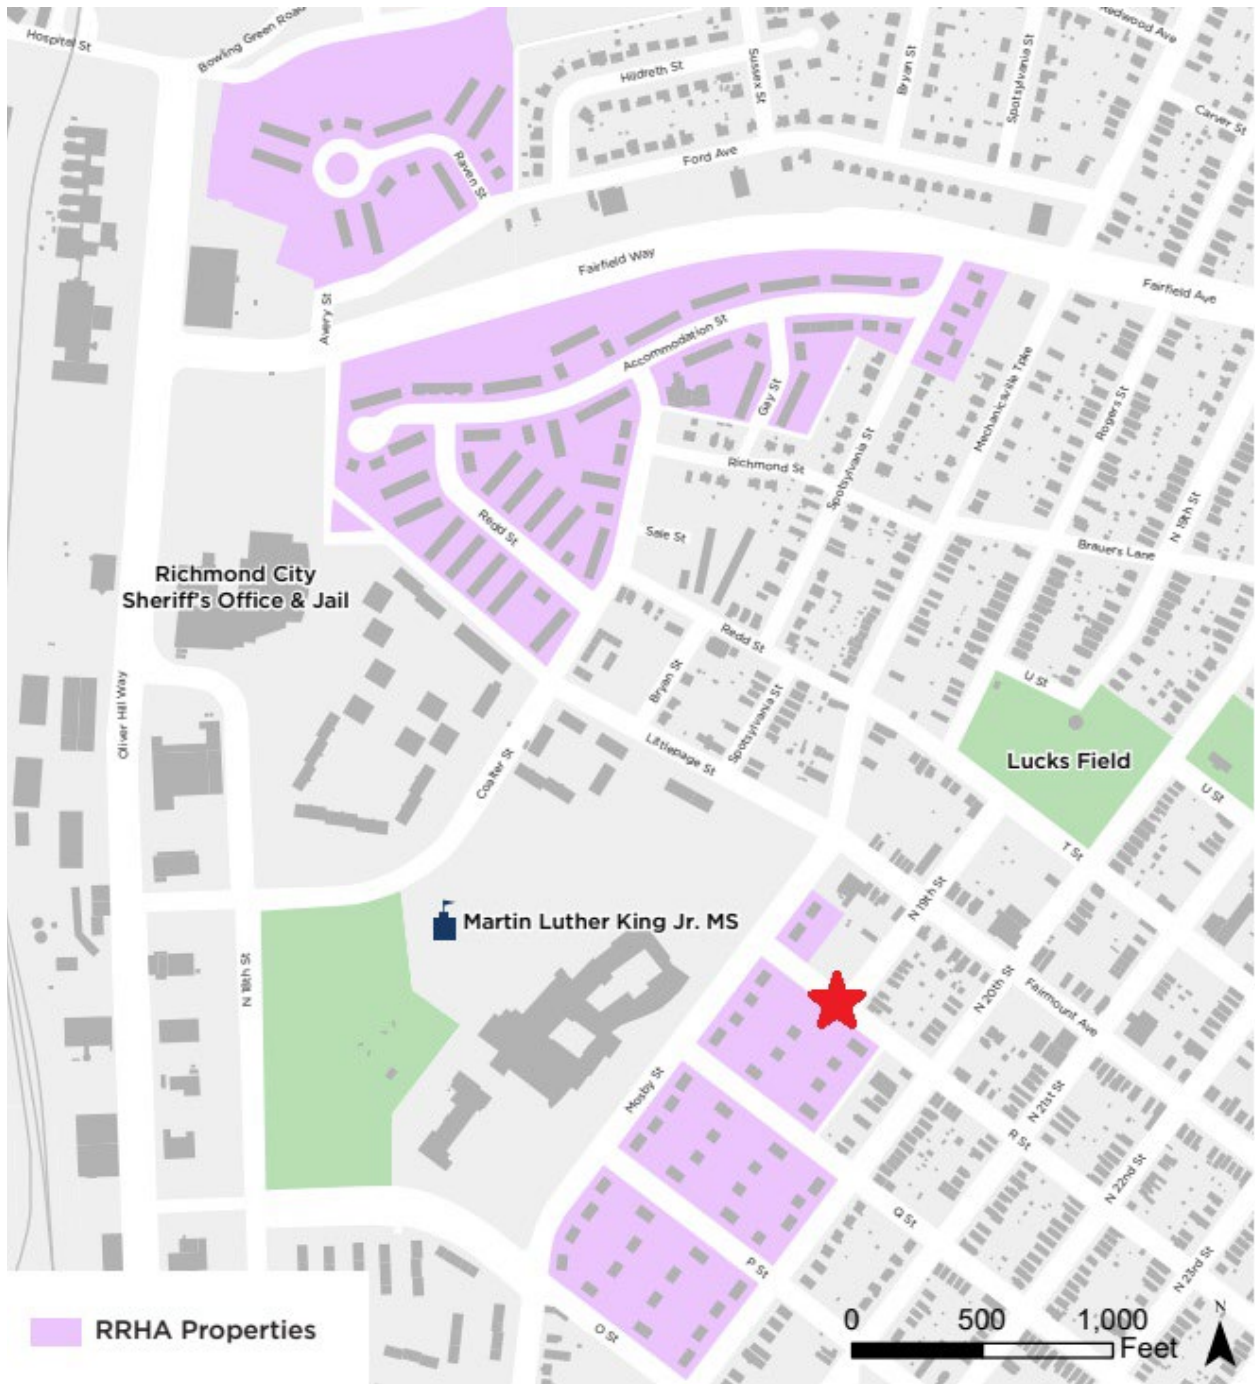 Hospital St
Bowling Green Road
Redwood Ave
Hildreth St
Sussex St
Bryan St
Spotsylvania St
Carver St
Raven St
Ford Ave
Fairfield Way
Fairfield Ave
Avery St
Accommodation St
Gay St
Mechanicsville Tpke
Rogers St
Richmond St
Spotsylvania St
N 19th St
Redd St
Sale St
Brauers Lane
Richmond City
Sheriff's Office & Jail
Redd St
Bryan St
U St
Oliver Hill Way
Spotsylvania St
Littlepage St
Lucks Field
Coalter St
U St
T St
N 19th St
Martin Luther King Jr. MS
N 18th St
N 20th St
Fairmount Ave
Mosby St
N 21st St
R St
N 22nd St
Q St
P St
N 23rd St
O St
RRHA Properties
0 500 1,000
Feet
N